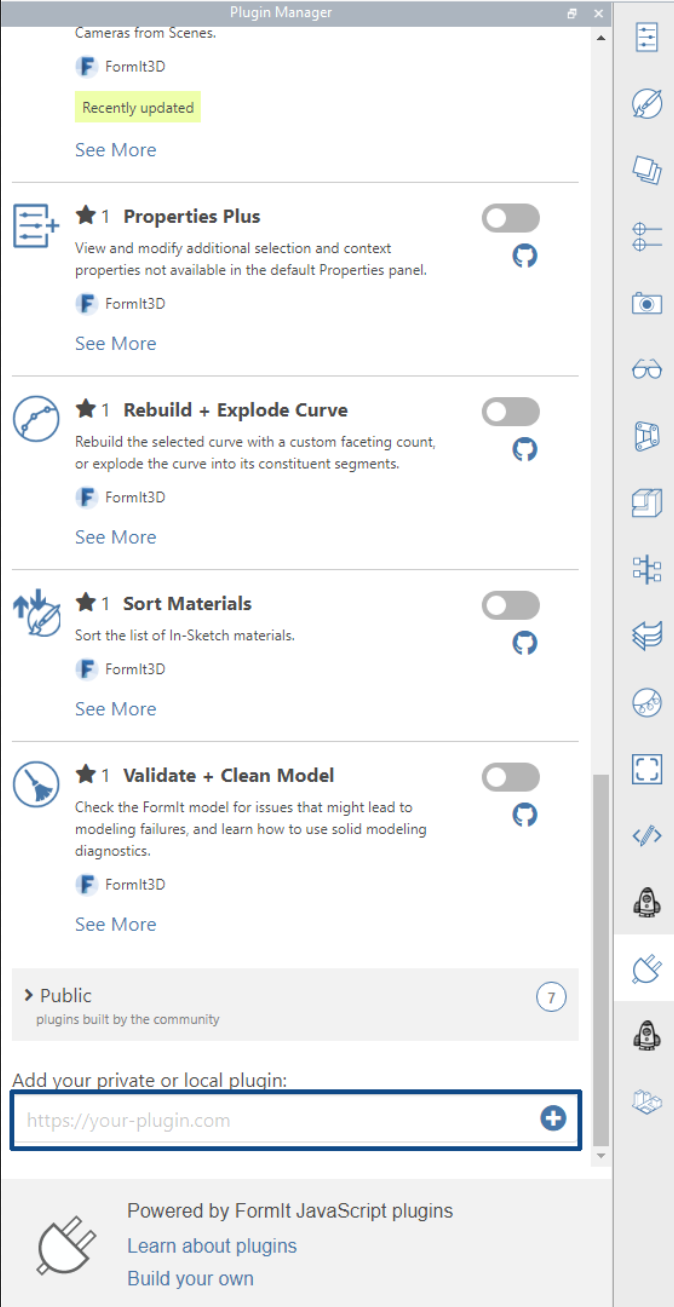 Plugin Manager
Cameras from Scenes.
FormIt3D
Recently updated
See More
1 Properties Plus
View and modify additional selection and context
properties not available in the default Properties panel.
FormIt3D
See More
1 Rebuild + Explode Curve
Rebuild the selected curve with a custom faceting count,
or explode the curve into its constituent segments.
FormIt3D
See More
1 Sort Materials
Sort the list of In-Sketch materials.
FormIt3D
See More
1 Validate + Clean Model
Check the FormIt model for issues that might lead to
modeling failures, and learn how to use solid modeling
diagnostics.
FormIt3D
See More
Public
7
plugins built by the community
Add your private or local plugin:
https://your-plugin.com
Powered by FormIt JavaScript plugins
Learn about plugins
Build your own